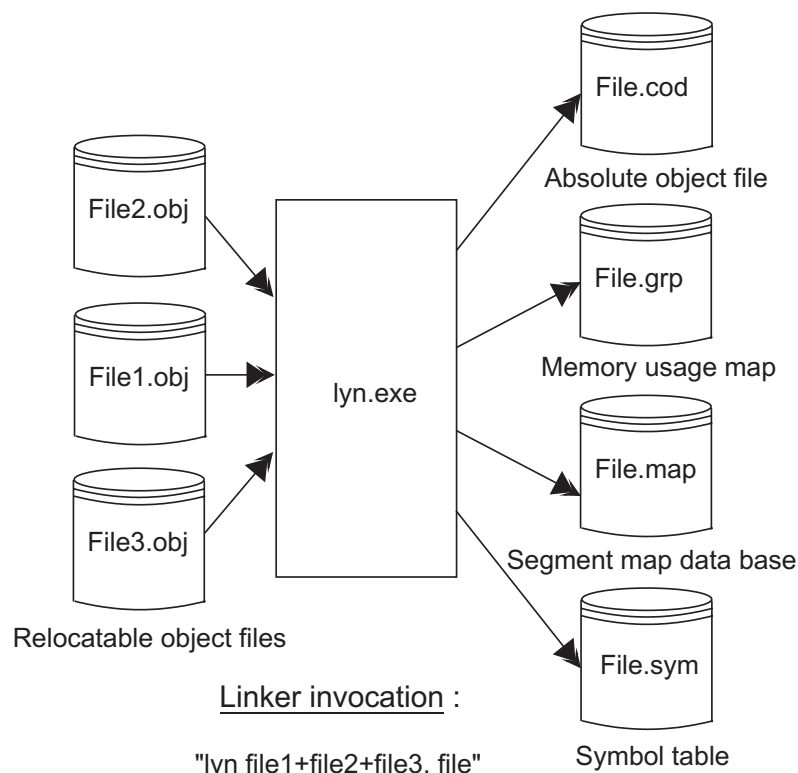 File2.obj
File1.obj
File3.obj
Relocatable object files
lyn.exe
File.cod
Absolute object file
File.grp
Memory usage map
File.map
Segment map data base
File.sym
Symbol table
Linker invocation :
"lyn file1+file2+file3, file"